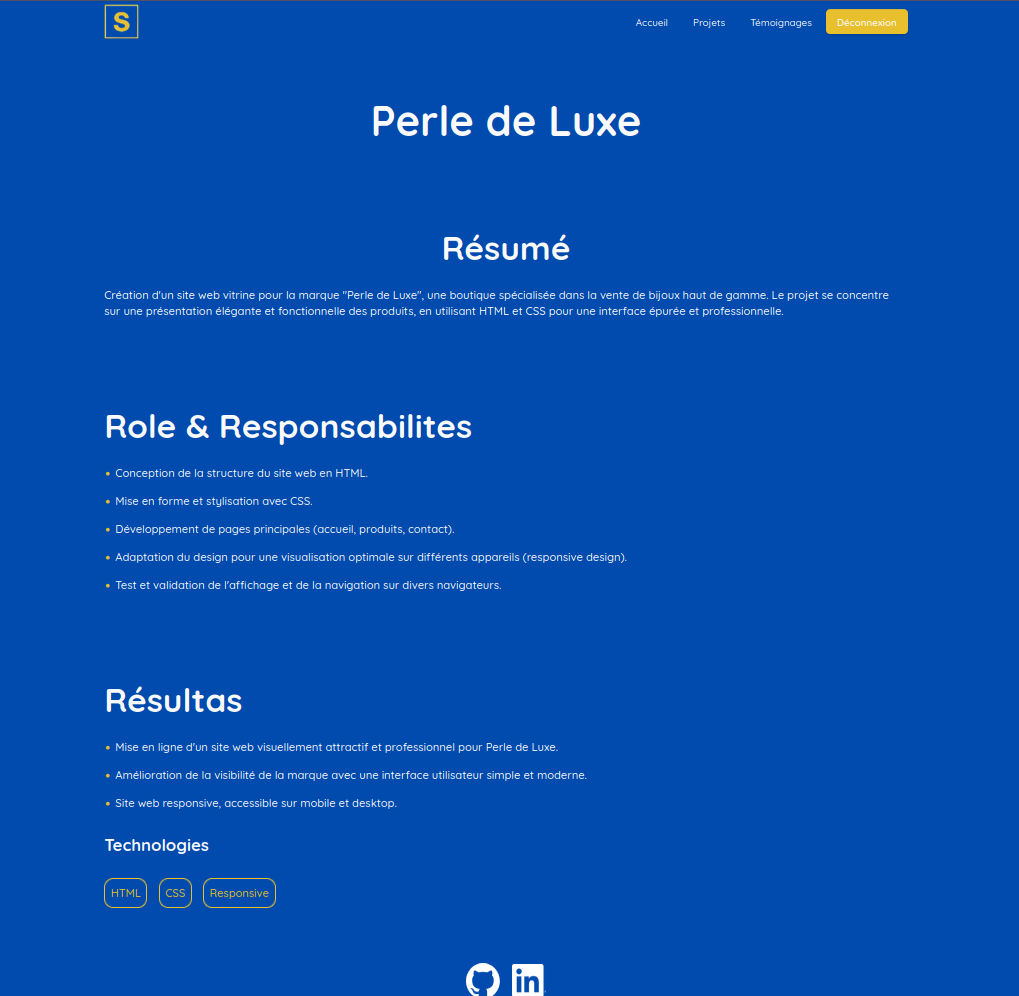 S
Accueil Projets Témoignages Déconnexion
Perle de Luxe
Résumé
Création d'un site web vitrine pour la marque "Perle de Luxe", une boutique spécialisée dans la vente de bijoux haut de gamme. Le projet se concentre
sur une présentation élégante et fonctionnelle des produits, en utilisant HTML et CSS pour une interface épurée et professionnelle.
Role & Responsabilites
• Conception de la structure du site web en HTML.
• Mise en forme et stylisation avec CSS.
• Développement de pages principales (accueil, produits, contact).
• Adaptation du design pour une visualisation optimale sur différents appareils (responsive design).
• Test et validation de l'affichage et de la navigation sur divers navigateurs.
Résultas
• Mise en ligne d'un site web visuellement attractif et professionnel pour Perle de Luxe.
• Amélioration de la visibilité de la marque avec une interface utilisateur simple et moderne.
• Site web responsive, accessible sur mobile et desktop.
Technologies
HTML CSS Responsive
in